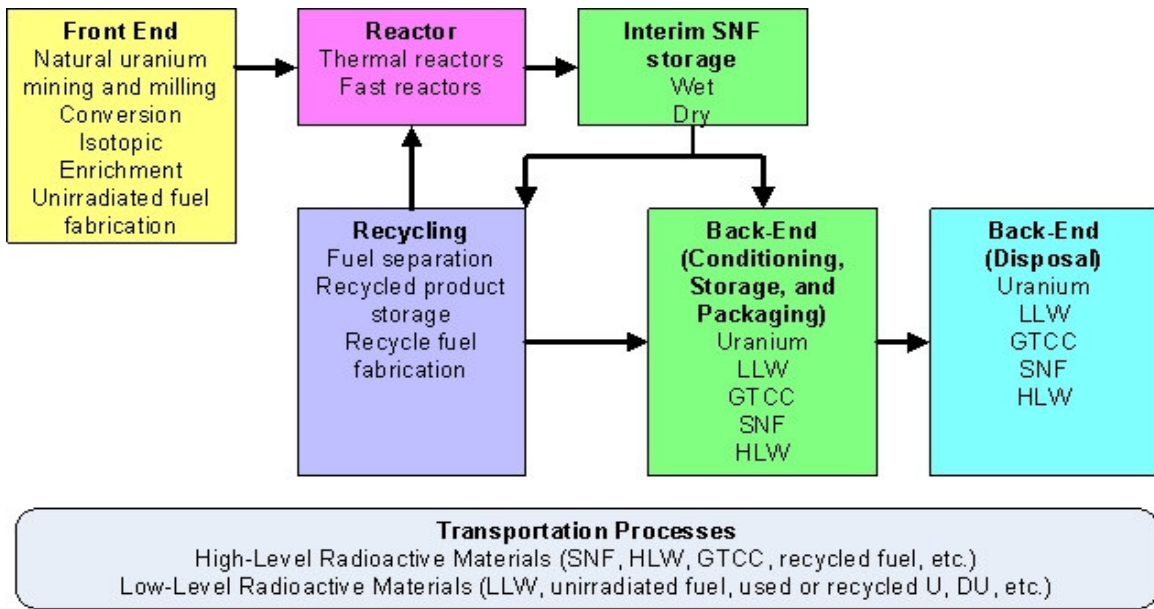 Front End
Natural uranium
mining and milling
Conversion
Isotopic
Enrichment
Unirradiated fuel
fabrication
Reactor
Thermal reactors
Fast reactors
Interim SNF
storage
Wet
Dry
Recycling
Fuel separation
Recycled product
storage
Recycle fuel
fabrication
Back-End
(Conditioning,
Storage, and
Packaging)
Uranium
LLW
GTCC
SNF
HLW
Back-End
(Disposal)
Uranium
LLW
GTCC
SNF
HLW
Transportation Processes
High-Level Radioactive Materials (SNF, HLW, GTCC, recycled fuel, etc.)
Low-Level Radioactive Materials (LLW, unirradiated fuel, used or recycled U, DU, etc.)